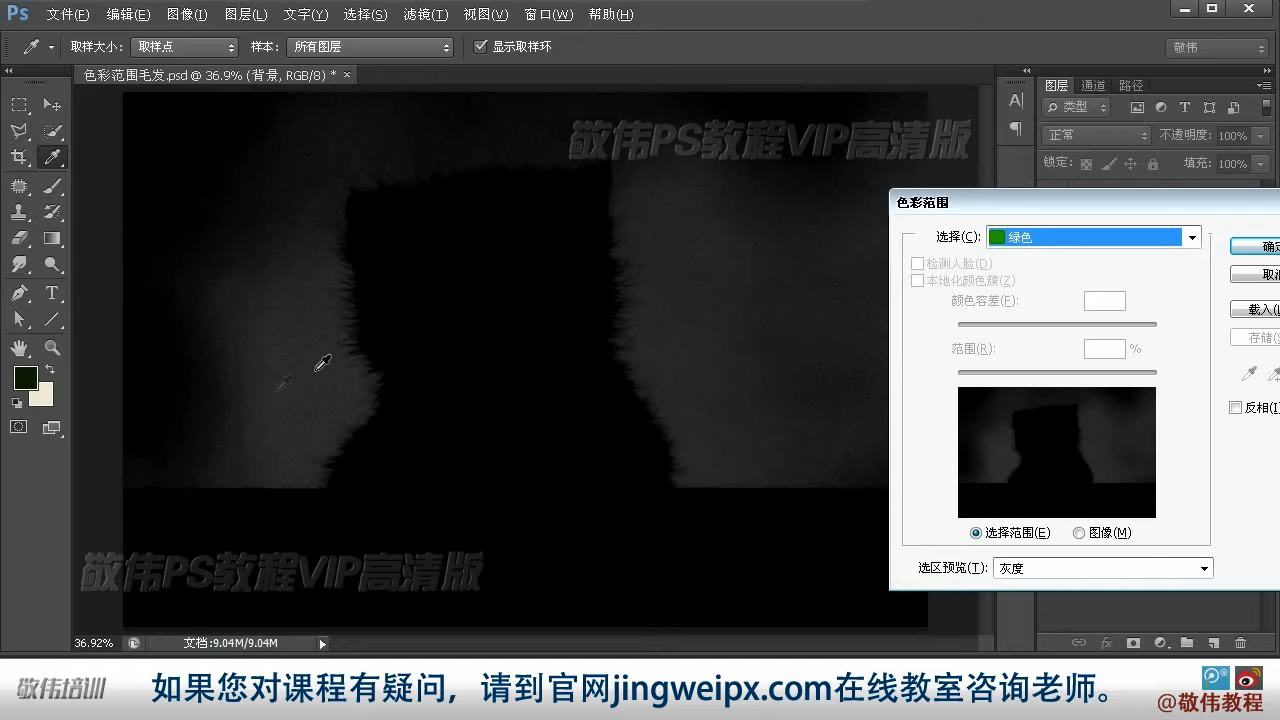 Ps 文件(F) 编辑(E) 图像(I) 图层(L) 文字(Y) 选择(S) 滤镜(T) 视图(V) 窗口(W) 帮助(H)
取样大小: 取样点 样本: 所有图层 显示取样环 敬伟
色彩范围毛发.psd @ 36.9% (背景, RGB/8) * ×
图层 通道 路径
类型
正常 不透明度: 100%
锁定: 填充: 100%
敬伟PS教程VIP高清版
色彩范围
选择(C): 绿色
确定
检测人脸(D)
本地化颜色簇(Z)
取消
颜色容差(F):
载入(L
范围(R): %
存储(S
反相(I)
选择范围(E) 图像(M)
选区预览(T): 灰度
敬伟PS教程VIP高清版
36.92% 文档:9.04M/9.04M
敬伟培训 如果您对课程有疑问，请到官网jingweipx.com在线教室咨询老师。
@敬伟教程